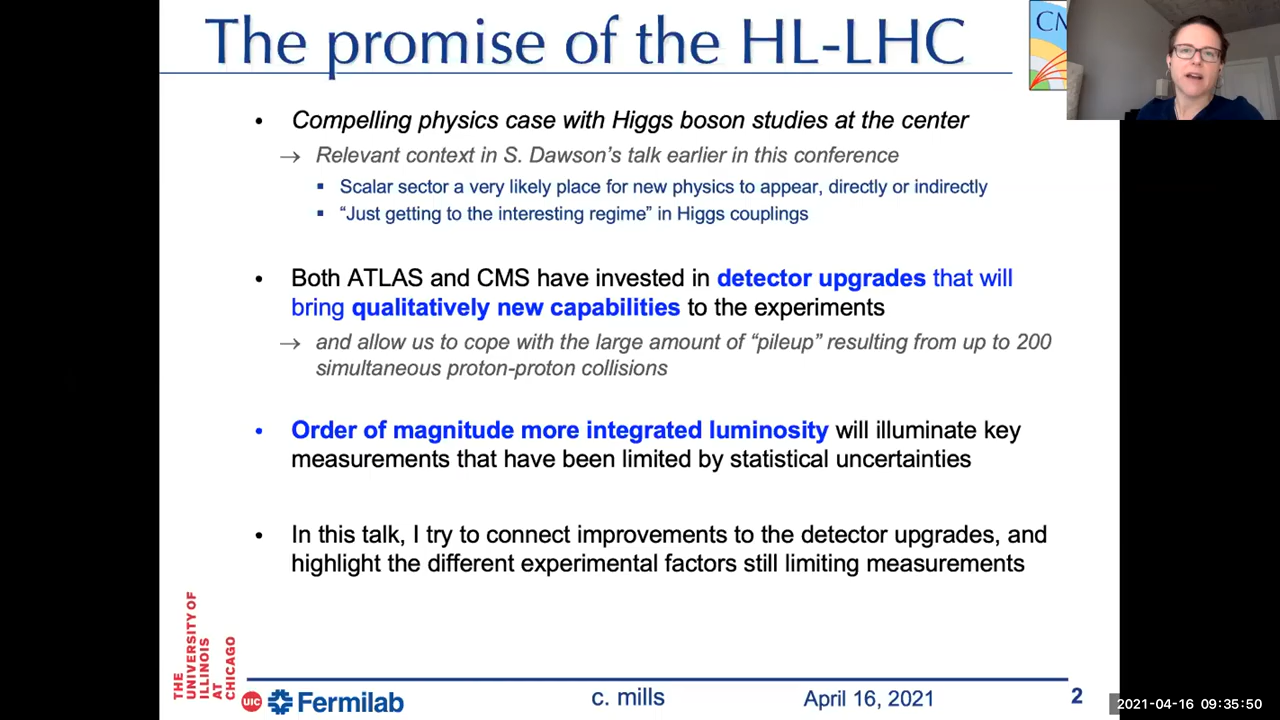 The promise of the HL-LHC
CM
• Compelling physics case with Higgs boson studies at the center
→ Relevant context in S. Dawson's talk earlier in this conference
▪ Scalar sector a very likely place for new physics to appear, directly or indirectly
▪ “Just getting to the interesting regime” in Higgs couplings
• Both ATLAS and CMS have invested in detector upgrades that will
bring qualitatively new capabilities to the experiments
→ and allow us to cope with the large amount of “pileup” resulting from up to 200
simultaneous proton-proton collisions
• Order of magnitude more integrated luminosity will illuminate key
measurements that have been limited by statistical uncertainties
• In this talk, I try to connect improvements to the detector upgrades, and
highlight the different experimental factors still limiting measurements
THE
UNIVERSITY OF
ILLINOIS
AT
CHICAGO
UIC
Fermilab
c. mills
April 16, 2021
2
2021-04-16 09:35:50